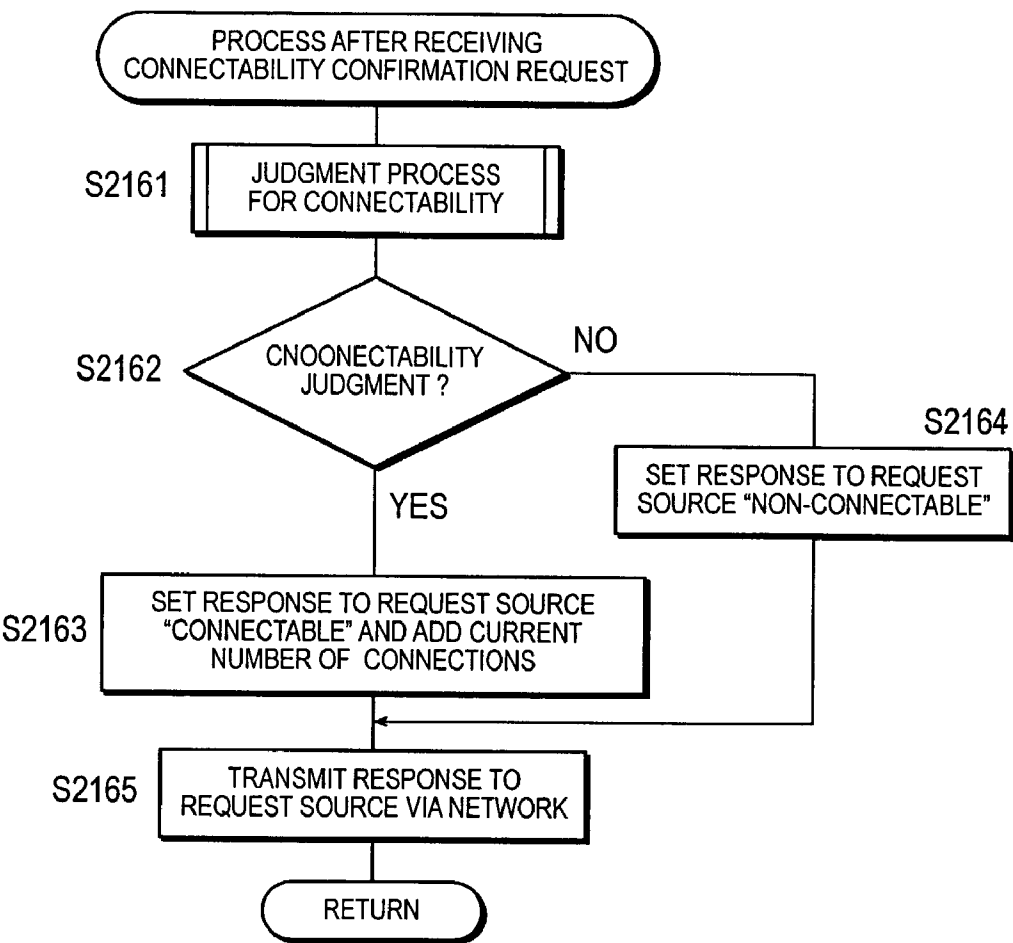 PROCESS AFTER RECEIVING
CONNECTABILITY CONFIRMATION REQUEST
S2161
JUDGMENT PROCESS
FOR CONNECTABILITY
S2162
CNOONECTABILITY
JUDGMENT ?
NO
YES
S2164
SET RESPONSE TO REQUEST
SOURCE “NON-CONNECTABLE”
S2163
SET RESPONSE TO REQUEST SOURCE
“CONNECTABLE” AND ADD CURRENT
NUMBER OF CONNECTIONS
S2165
TRANSMIT RESPONSE TO
REQUEST SOURCE VIA NETWORK
RETURN